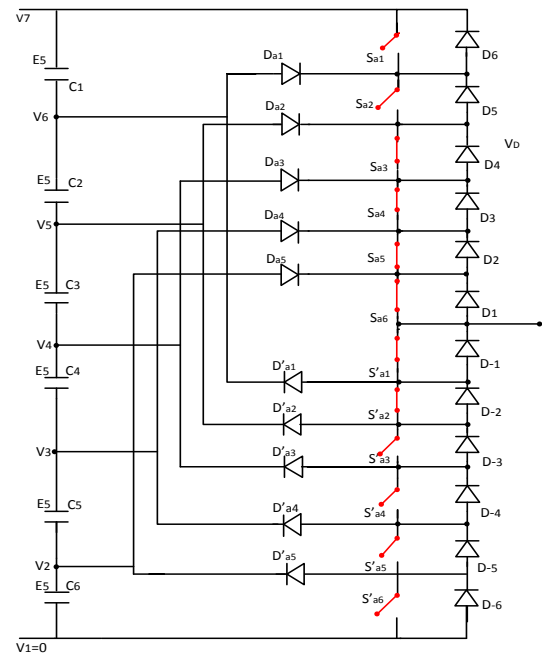 V7
E5
C1
V6
E5
C2
V5
E5
C3
V4
E5
C4
V3
E5
C5
V2
E5
C6
V1=0
Da1
Da2
Da3
Da4
Da5
D'a1
D'a2
D'a3
D'a4
D'a5
Sa1
Sa2
Sa3
Sa4
Sa5
Sa6
S'a1
S'a2
S'a3
S'a4
S'a5
S'a6
D6
D5
D4
D3
D2
D1
D-1
D-2
D-3
D-4
D-5
D-6
VD